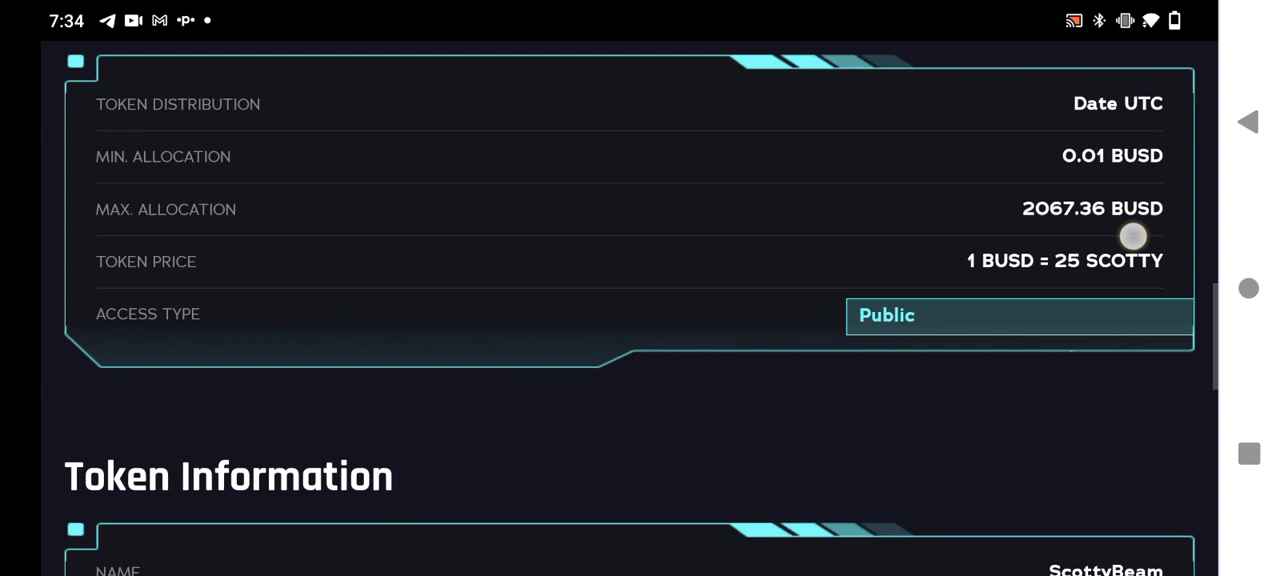 7:34
TOKEN DISTRIBUTION Date UTC
MIN. ALLOCATION 0.01 BUSD
MAX. ALLOCATION 2067.36 BUSD
TOKEN PRICE 1 BUSD = 25 SCOTTY
ACCESS TYPE Public
Token Information
NAME ScottyBeam